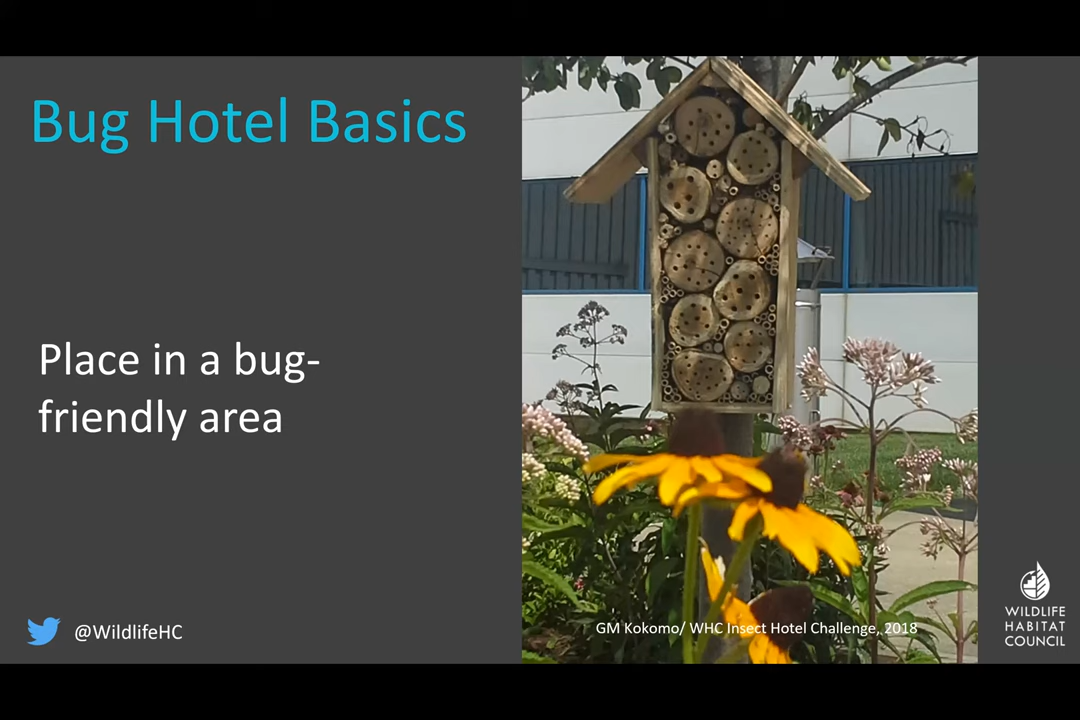 Bug Hotel Basics
Place in a bug-
friendly area
@WildlifeHC
GM Kokomo/ WHC Insect Hotel Challenge, 2018
WILDLIFE
HABITAT
COUNCIL